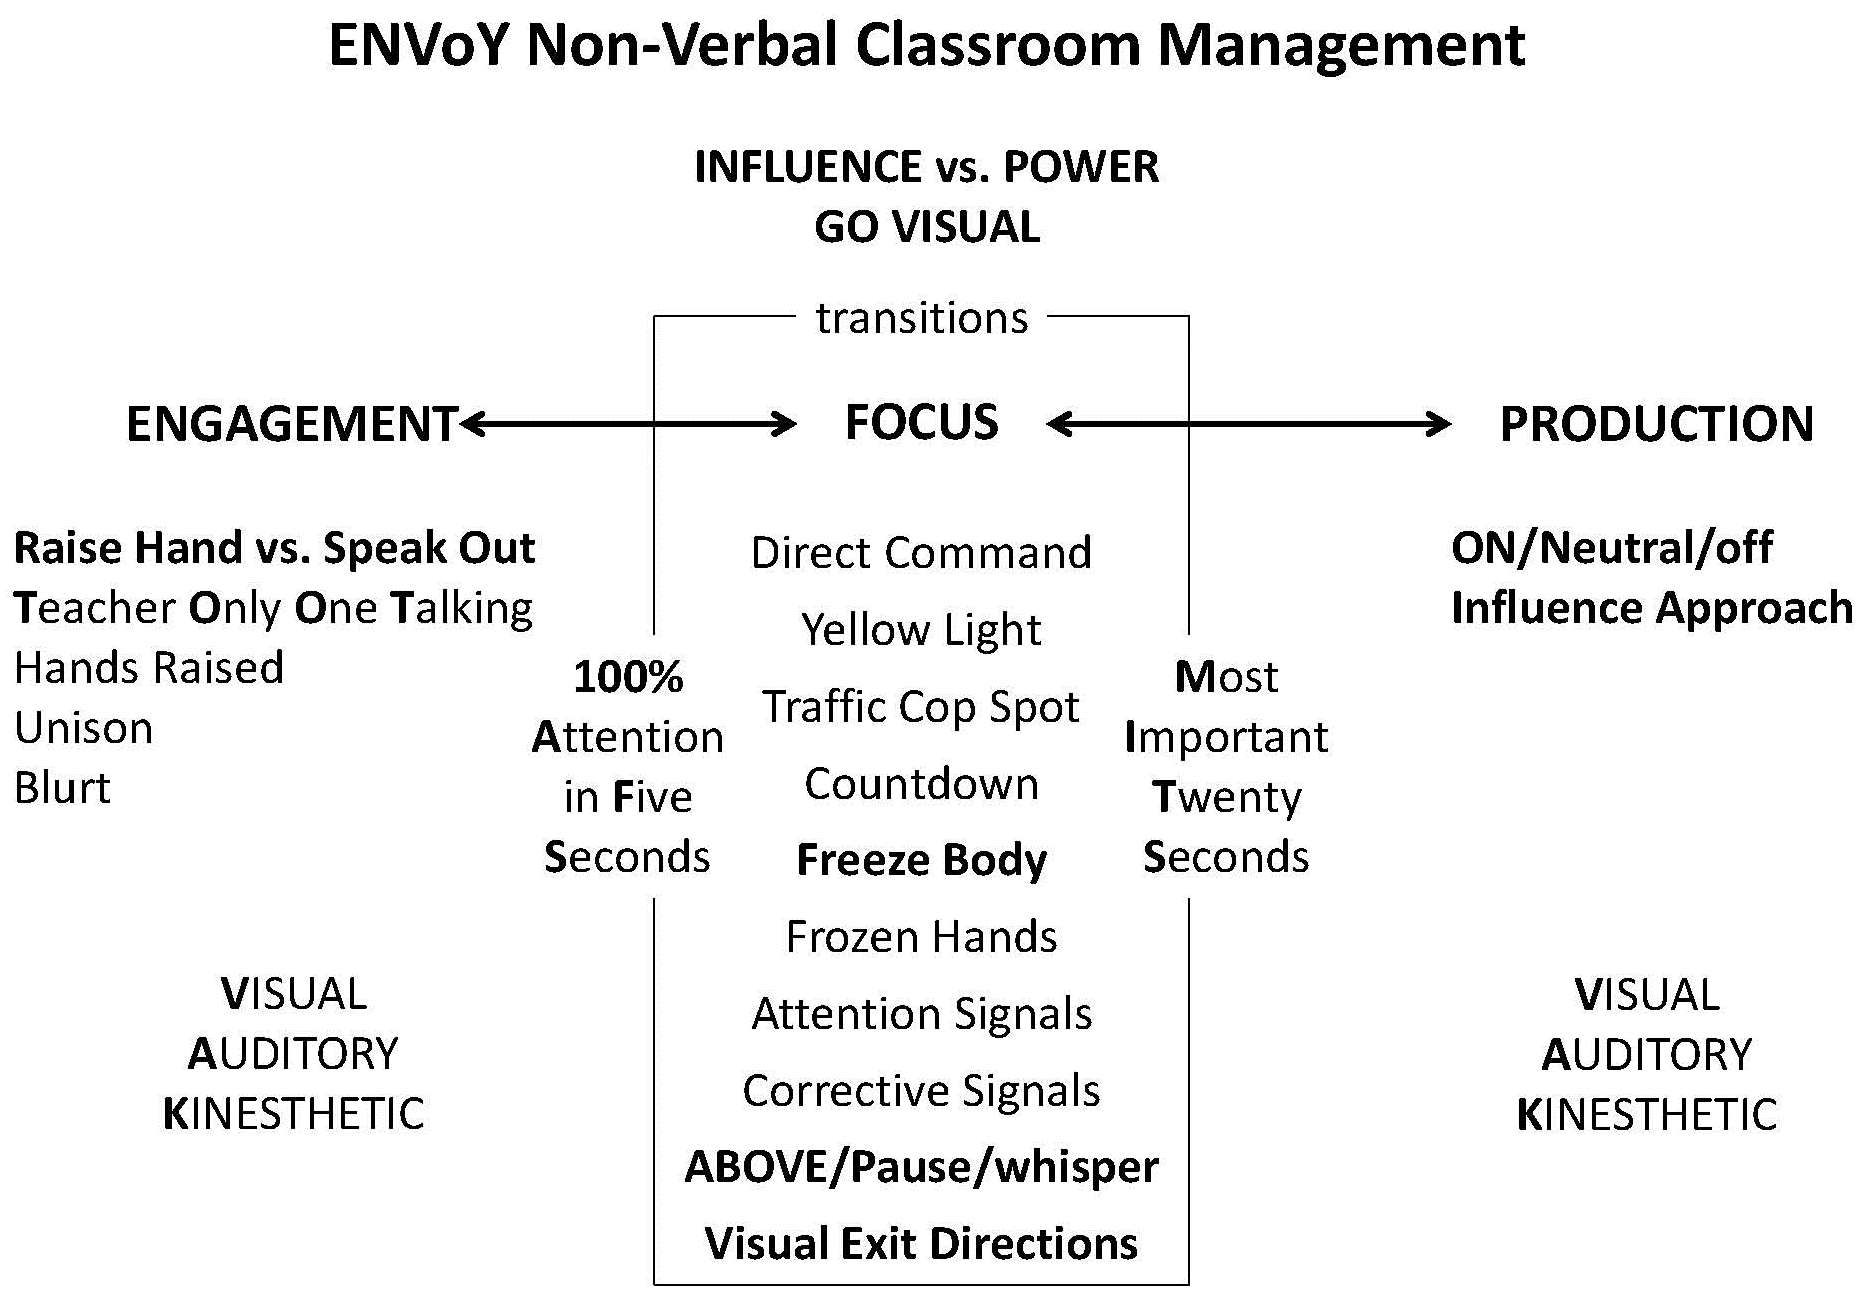 ENVoY Non-Verbal Classroom Management
INFLUENCE vs. POWER
GO VISUAL
transitions
ENGAGEMENT
FOCUS
PRODUCTION
Raise Hand vs. Speak Out
Teacher Only One Talking
Hands Raised
Unison
Blurt
VISUAL
AUDITORY
KINESTHETIC
100%
Attention
in Five
Seconds
Direct Command
Yellow Light
Traffic Cop Spot
Countdown
Freeze Body
Frozen Hands
Attention Signals
Corrective Signals
ABOVE/Pause/whisper
Visual Exit Directions
Most
Important
Twenty
Seconds
ON/Neutral/off
Influence Approach
VISUAL
AUDITORY
KINESTHETIC